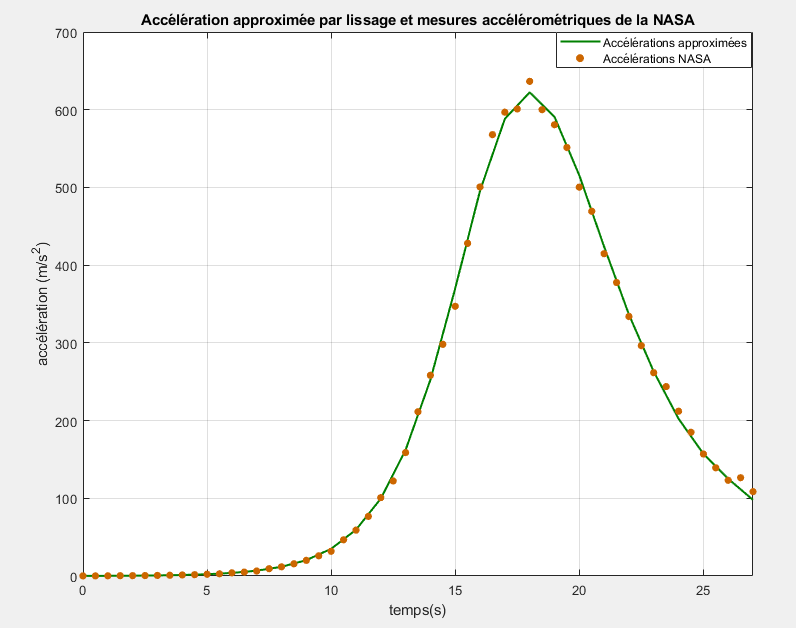 Accélération approximée par lissage et mesures accélérométriques de la NASA
Accélérations approximées
Accélérations NASA
accélération (m/s²)
700
600
500
400
300
200
100
0
0 5 10 15 20 25
temps(s)